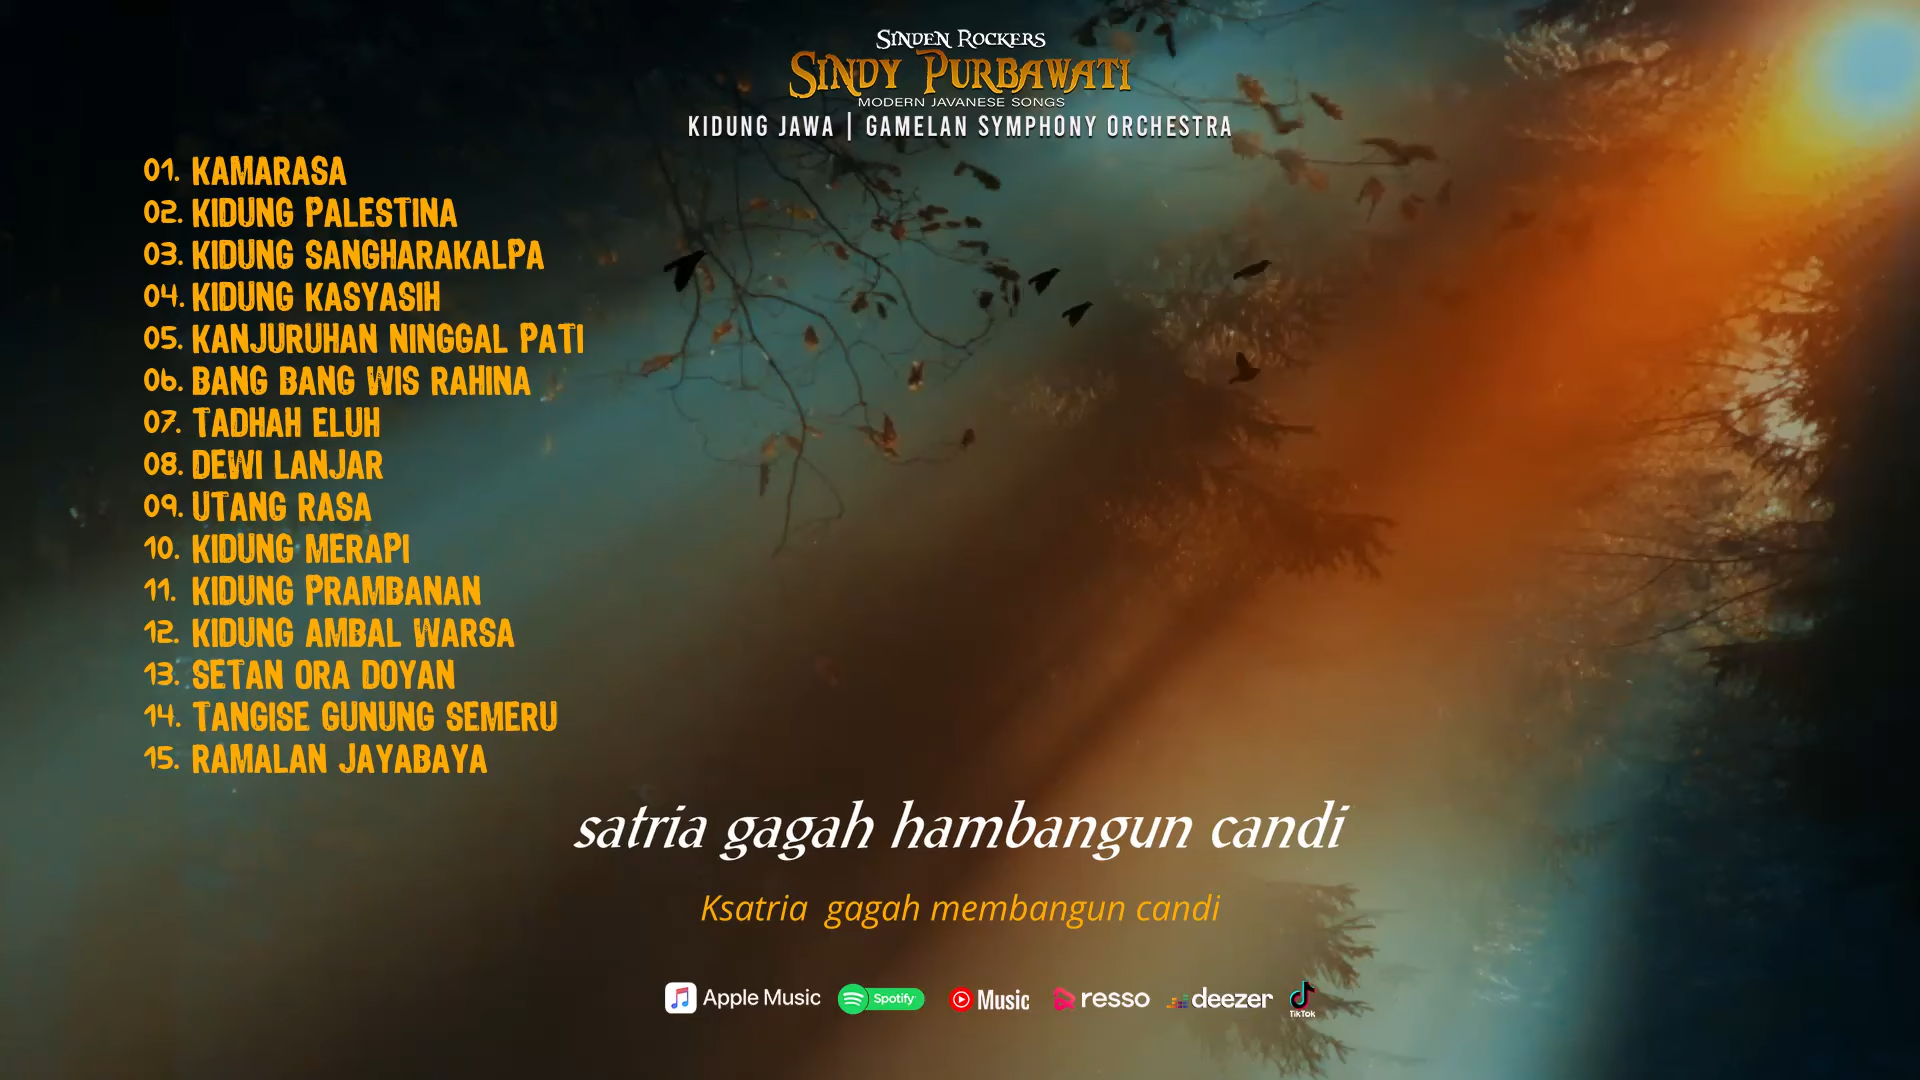 SINDEN ROCKERS
SINDY PURBAWATI
MODERN JAVANESE SONGS
KIDUNG JAWA | GAMELAN SYMPHONY ORCHESTRA
01. KAMARASA
02. KIDUNG PALESTINA
03. KIDUNG SANGHARAKALPA
04. KIDUNG KASYASIH
05. KANJURUHAN NINGGAL PATI
06. BANG BANG WIS RAHINA
07. TADHAH ELUH
08. DEWI LANJAR
09. UTANG RASA
10. KIDUNG MERAPI
11. KIDUNG PRAMBANAN
12. KIDUNG AMBAL WARSA
13. SETAN ORA DOYAN
14. TANGISE GUNUNG SEMERU
15. RAMALAN JAYABAYA
satria gagah hambangun candi
Ksatria gagah membangun candi
Apple Music Spotify Music resso deezer TikTok